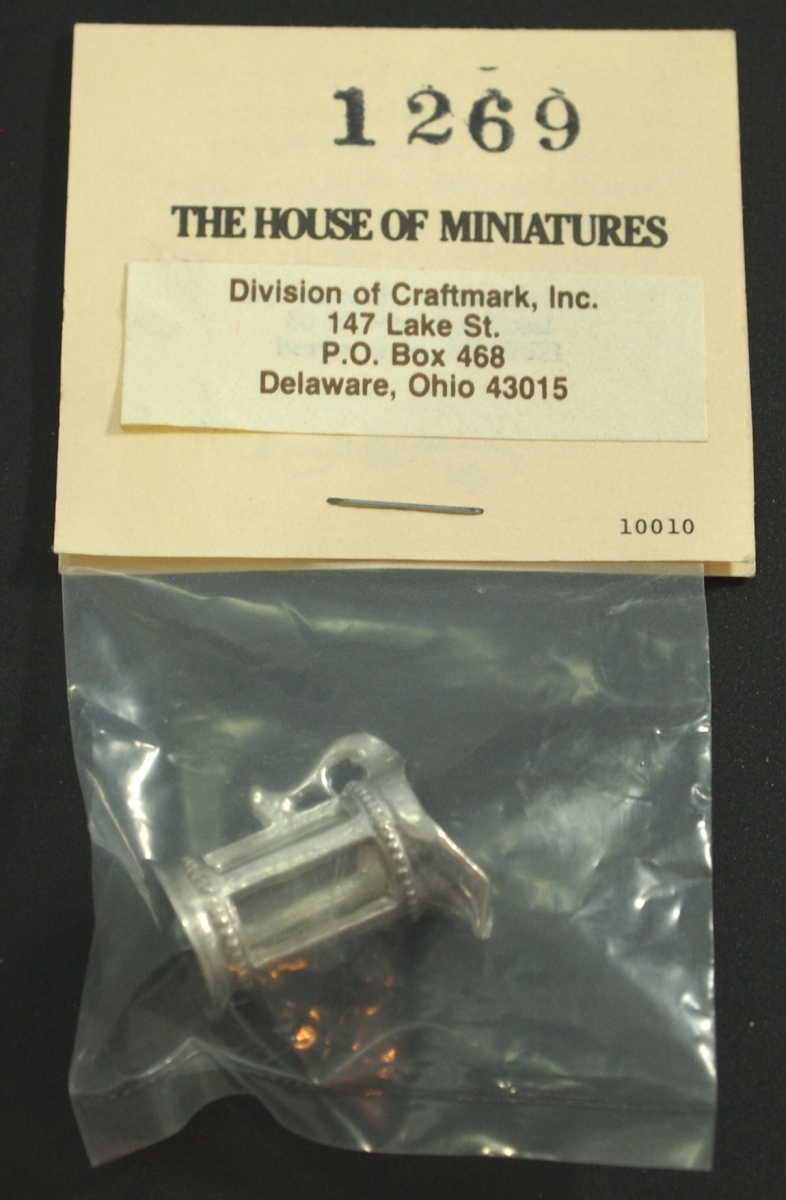 1269
THE HOUSE OF MINIATURES
Division of Craftmark, Inc.
147 Lake St.
P.O. Box 468
Delaware, Ohio 43015
10010